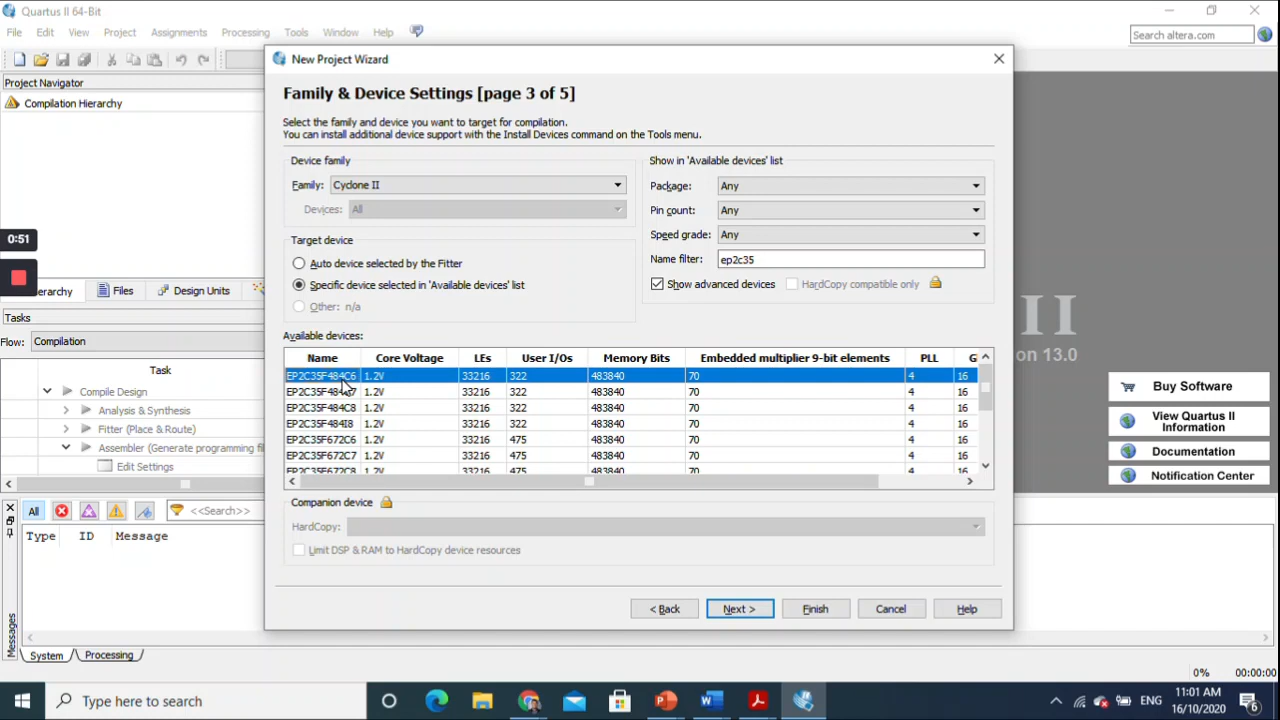 Quartus II 64-Bit
File Edit View Project Assignments Processing Tools Window Help
Search altera.com
Project Navigator
Compilation Hierarchy
0:51
Hierarchy Files Design Units
Tasks
Flow: Compilation
Task
Compile Design
Analysis & Synthesis
Fitter (Place & Route)
Assembler (Generate programming fil
Edit Settings
New Project Wizard
Family & Device Settings [page 3 of 5]
Select the family and device you want to target for compilation.
You can install additional device support with the Install Devices command on the Tools menu.
Device family
Family: Cyclone II
Devices: All
Target device
Auto device selected by the Fitter
Specific device selected in 'Available devices' list
Other: n/a
Show in 'Available devices' list
Package: Any
Pin count: Any
Speed grade: Any
Name filter: ep2c35
Show advanced devices HardCopy compatible only
Available devices:
Name Core Voltage LEs User I/Os Memory Bits Embedded multiplier 9-bit elements PLL G
EP2C35F484C6 1.2V 33216 322 483840 70 4 16
EP2C35F484C7 1.2V 33216 322 483840 70 4 16
EP2C35F484C8 1.2V 33216 322 483840 70 4 16
EP2C35F484I8 1.2V 33216 322 483840 70 4 16
EP2C35F672C6 1.2V 33216 475 483840 70 4 16
EP2C35F672C7 1.2V 33216 475 483840 70 4 16
EP2C35F672C8 1.2V 33216 475 483840 70 4 16
Companion device
HardCopy:
Limit DSP & RAM to HardCopy device resources
< Back Next > Finish Cancel Help
II
on 13.0
Buy Software
View Quartus II
Information
Documentation
Notification Center
All <<Search>>
Type ID Message
Messages
System Processing
0% 00:00:00
Type here to search
ENG
11:01 AM
16/10/2020
6